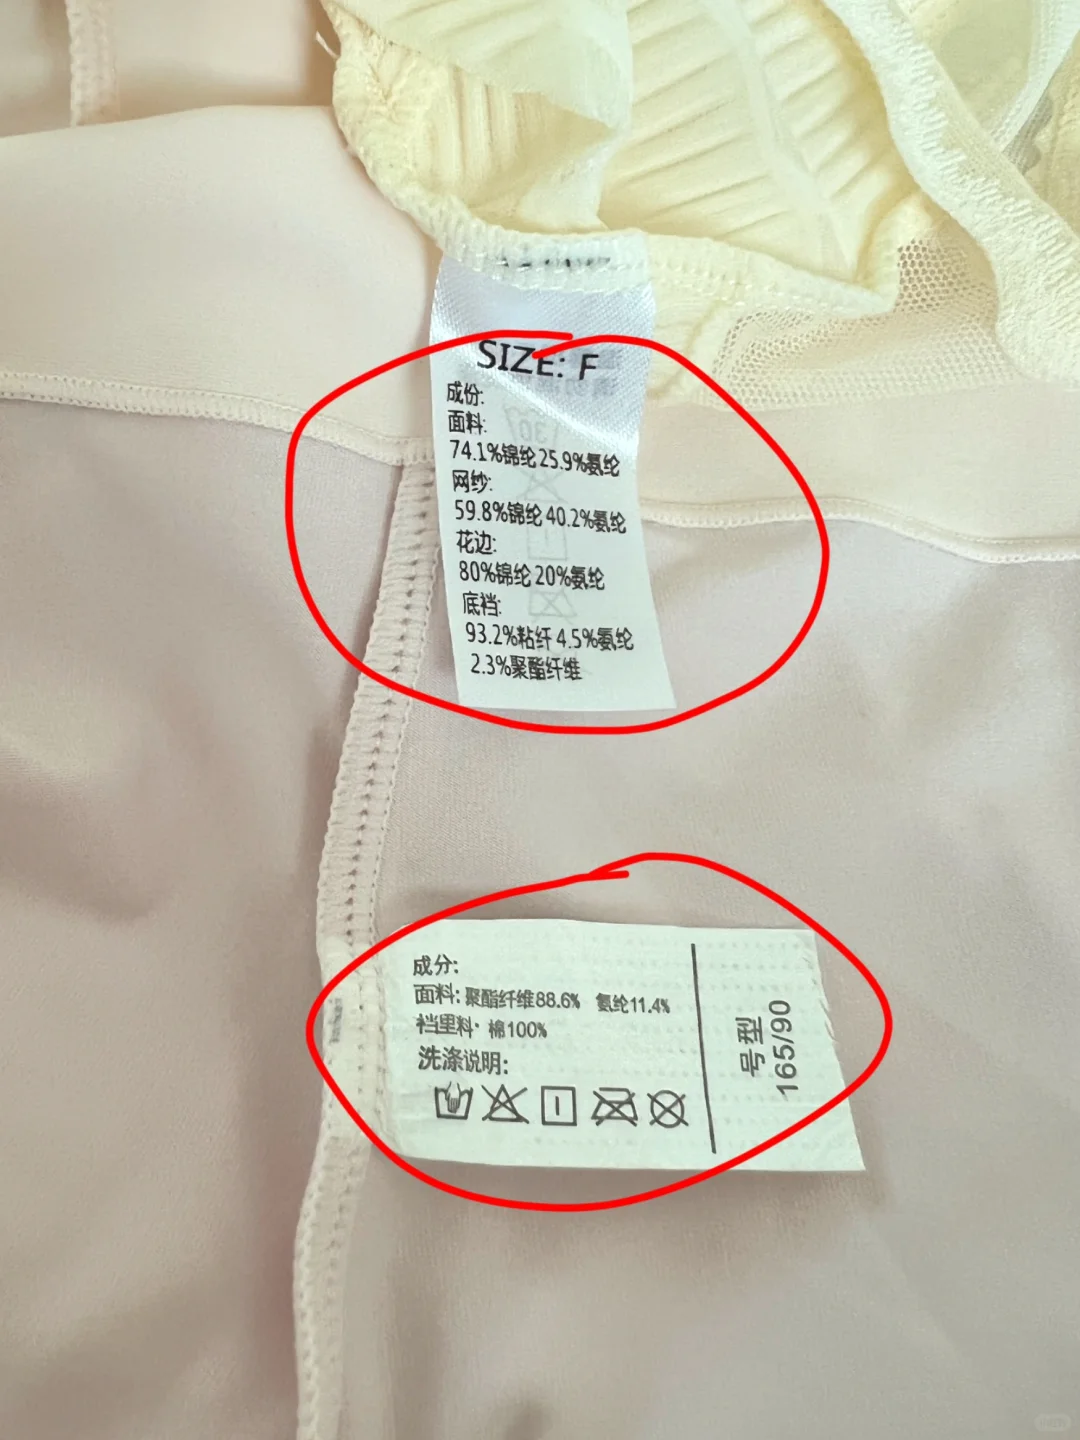 SIZE: F
成份:
面料:
74.1%锦纶 25.9%氨纶
网纱:
59.8%锦纶 40.2%氨纶
花边:
80%锦纶 20%氨纶
底裆:
93.2%粘纤 4.5%氨纶
2.3%聚酯纤维
成分:
面料: 聚酯纤维88.6% 氨纶11.4%
裆里料: 棉100%
洗涤说明:
号型
165/90